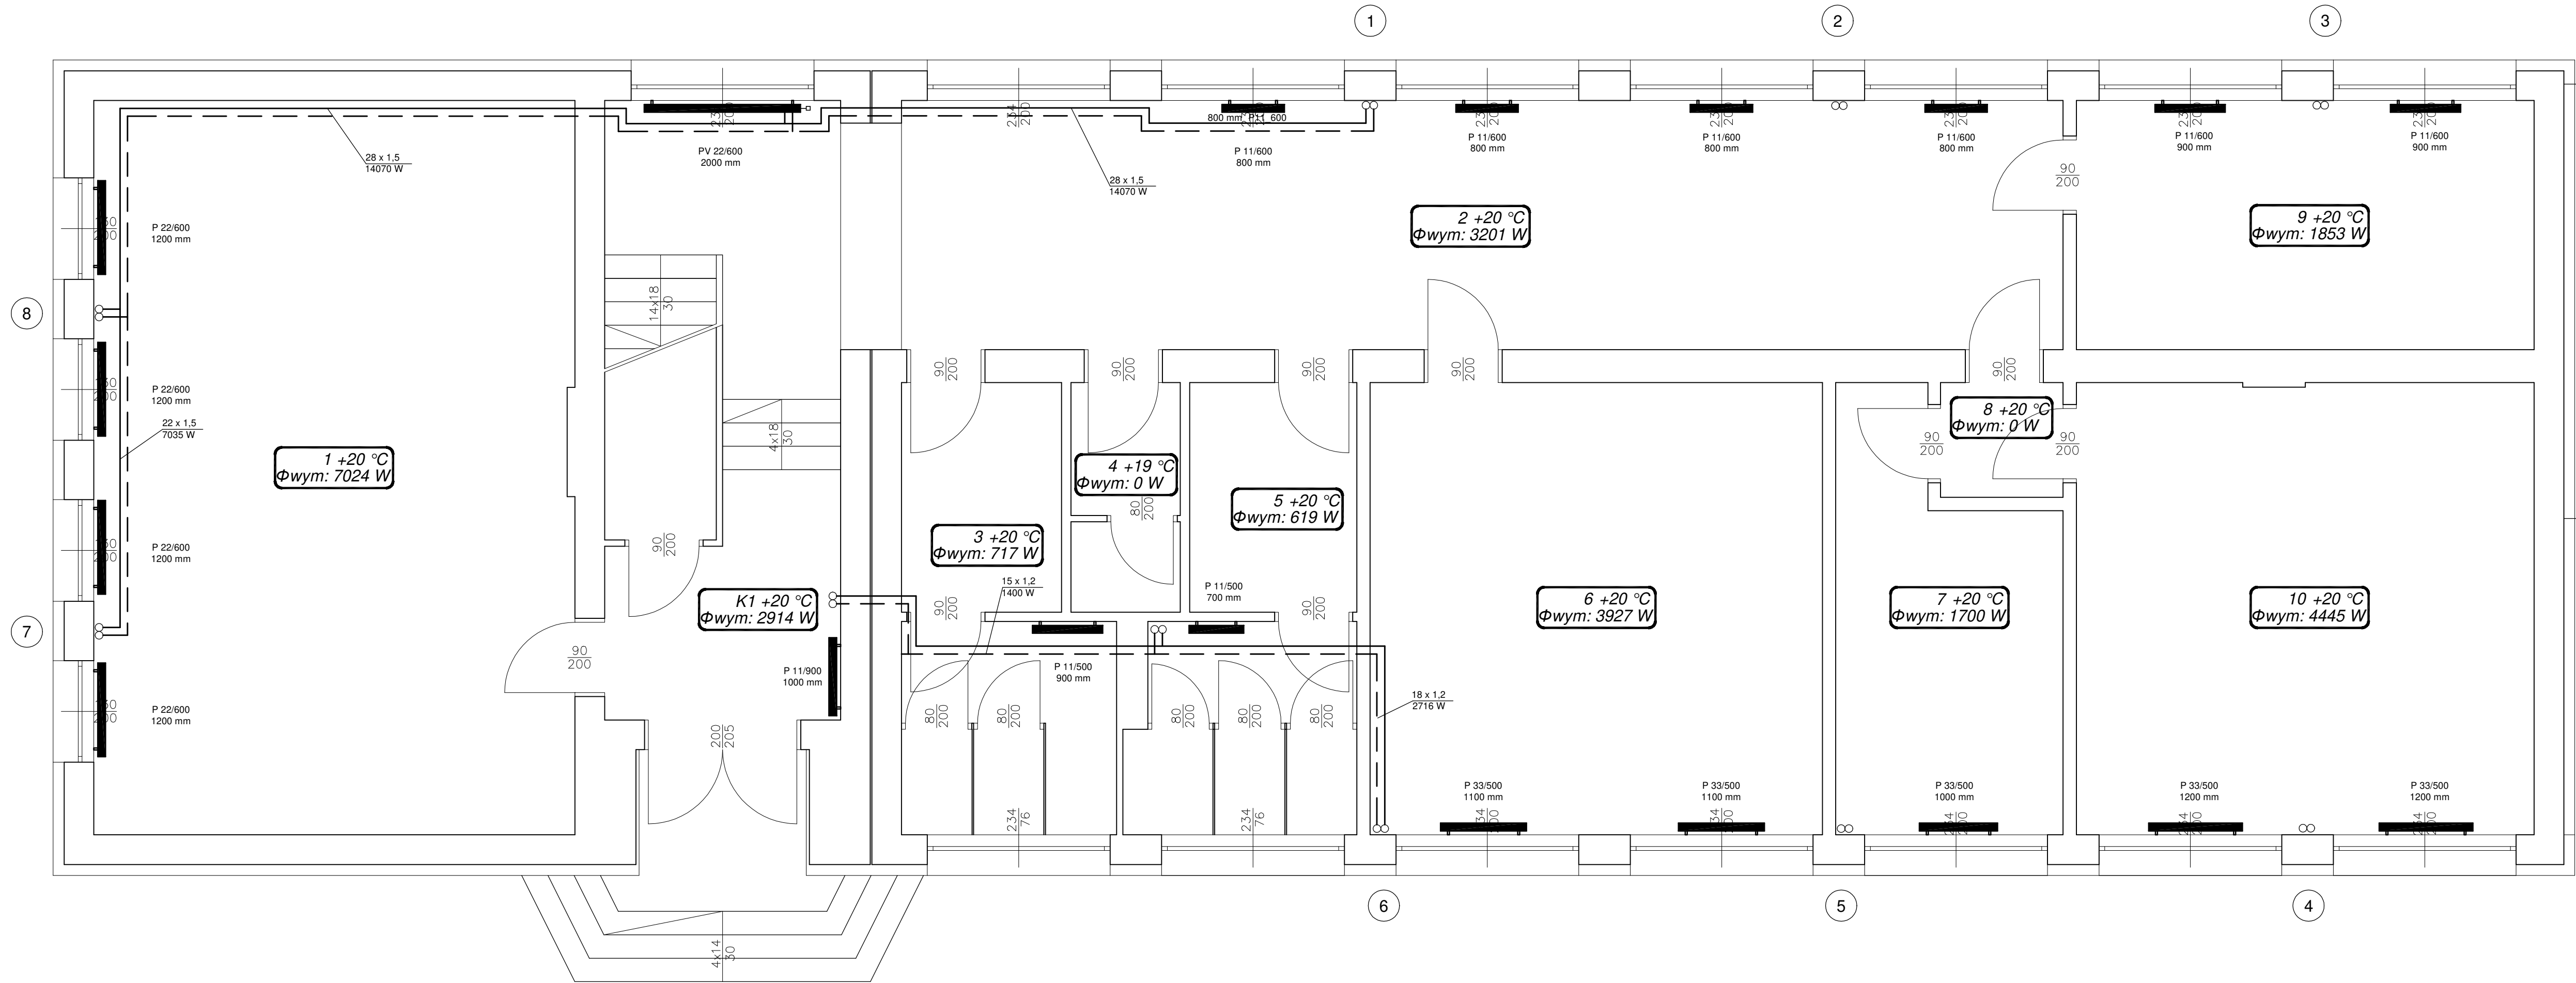 1
2
3
234
200
234
200
234
200
234
200
PV 22/600
2000 mm
28 x 1,5
14070 W
28 x 1,5
14070 W
800 mm P11 600
P 11/600
800 mm
P 11/600
800 mm
P 11/600
800 mm
P 11/600
800 mm
P 11/600
900 mm
P 11/600
900 mm
90
200
P 22/600
1200 mm
2 +20 °C
Φwym: 3201 W
9 +20 °C
Φwym: 1853 W
8
14x18
30
90
200
90
200
90
200
90
200
90
200
P 22/600
1200 mm
22 x 1,5
7035 W
4x18
30
8 +20 °C
Φwym: 0 W
90
200
90
200
1 +20 °C
Φwym: 7024 W
4 +19 °C
Φwym: 0 W
80
200
5 +20 °C
Φwym: 619 W
P 22/600
1200 mm
90
200
3 +20 °C
Φwym: 717 W
15 x 1,2
1400 W
P 11/500
700 mm
K1 +20 °C
Φwym: 2914 W
90
200
90
200
6 +20 °C
Φwym: 3927 W
7 +20 °C
Φwym: 1700 W
10 +20 °C
Φwym: 4445 W
7
90
200
P 11/900
1000 mm
P 11/500
900 mm
18 x 1,2
2716 W
P 22/600
1200 mm
200
205
80
200
80
200
80
200
80
200
80
200
P 33/500
1100 mm
P 33/500
1100 mm
P 33/500
1000 mm
P 33/500
1200 mm
P 33/500
1200 mm
234
76
234
76
6
5
4
4x14
30